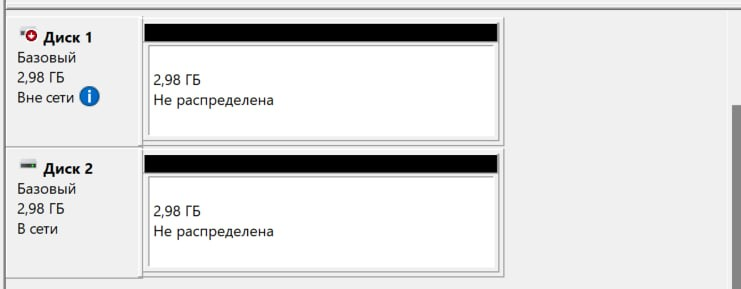 Диск 1
Базовый
2,98 ГБ
Вне сети
2,98 ГБ
Не распределена
Диск 2
Базовый
2,98 ГБ
В сети
2,98 ГБ
Не распределена